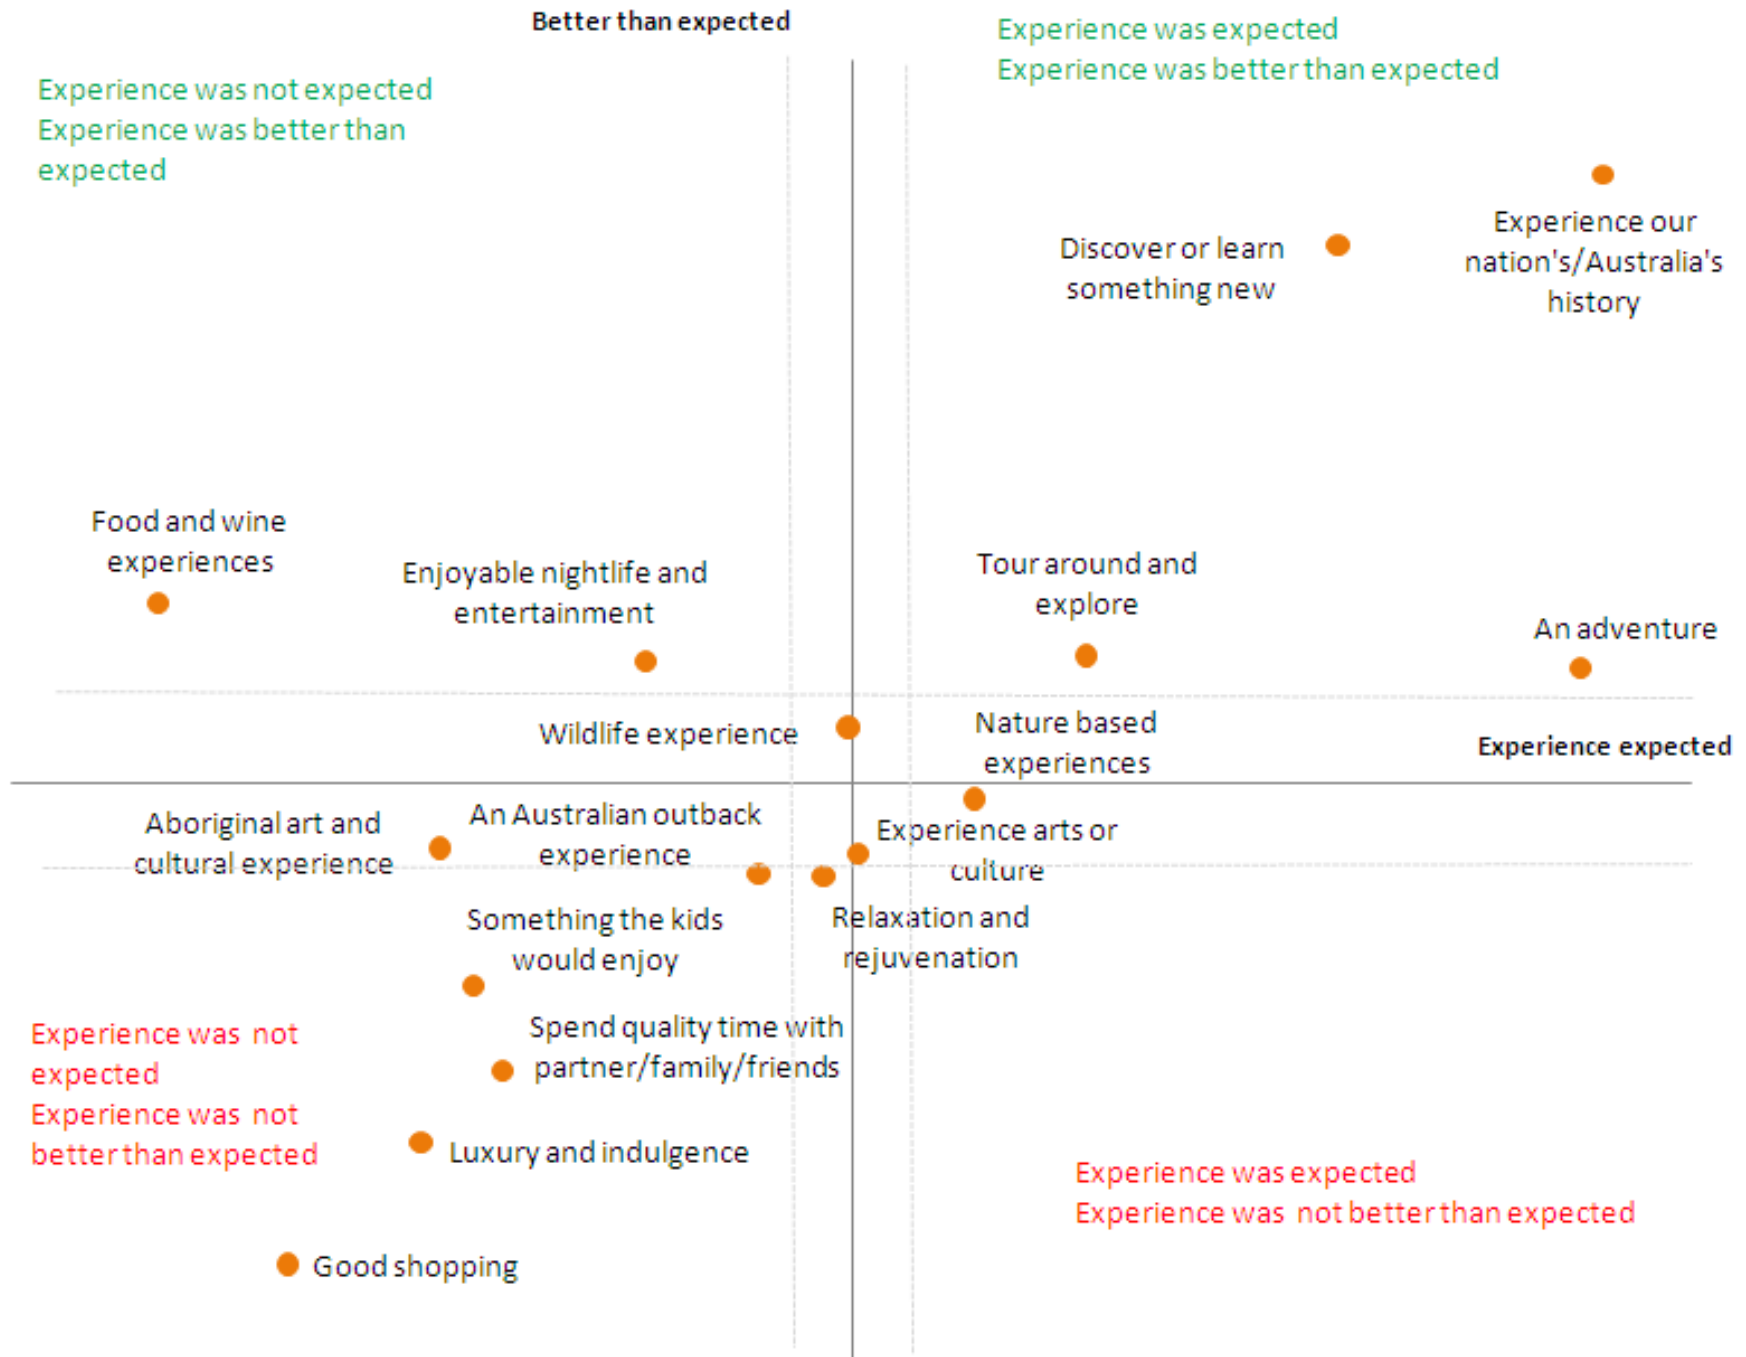 Better than expected
Experience was expected
Experience was better than expected
Experience was not expected
Experience was better than
expected
Experience our
nation's/Australia's
history
Discover or learn
something new
Food and wine
experiences
Enjoyable nightlife and
entertainment
Tour around and
explore
An adventure
Wildlife experience
Nature based
experiences
Experience expected
Aboriginal art and
cultural experience
An Australian outback
experience
Experience arts or
culture
Something the kids
would enjoy
Relaxation and
rejuvenation
Spend quality time with
partner/family/friends
Experience was not
expected
Experience was not
better than expected
Luxury and indulgence
Experience was expected
Experience was not better than expected
Good shopping